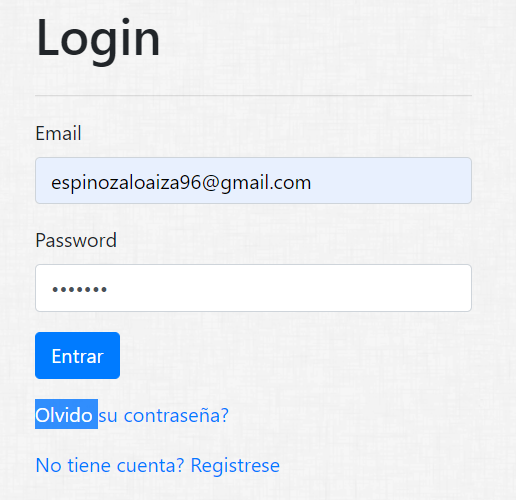 Login
Email
espinozaloaiza96@gmail.com
Password
•••••••
Entrar
Olvido su contraseña?
No tiene cuenta? Registrese